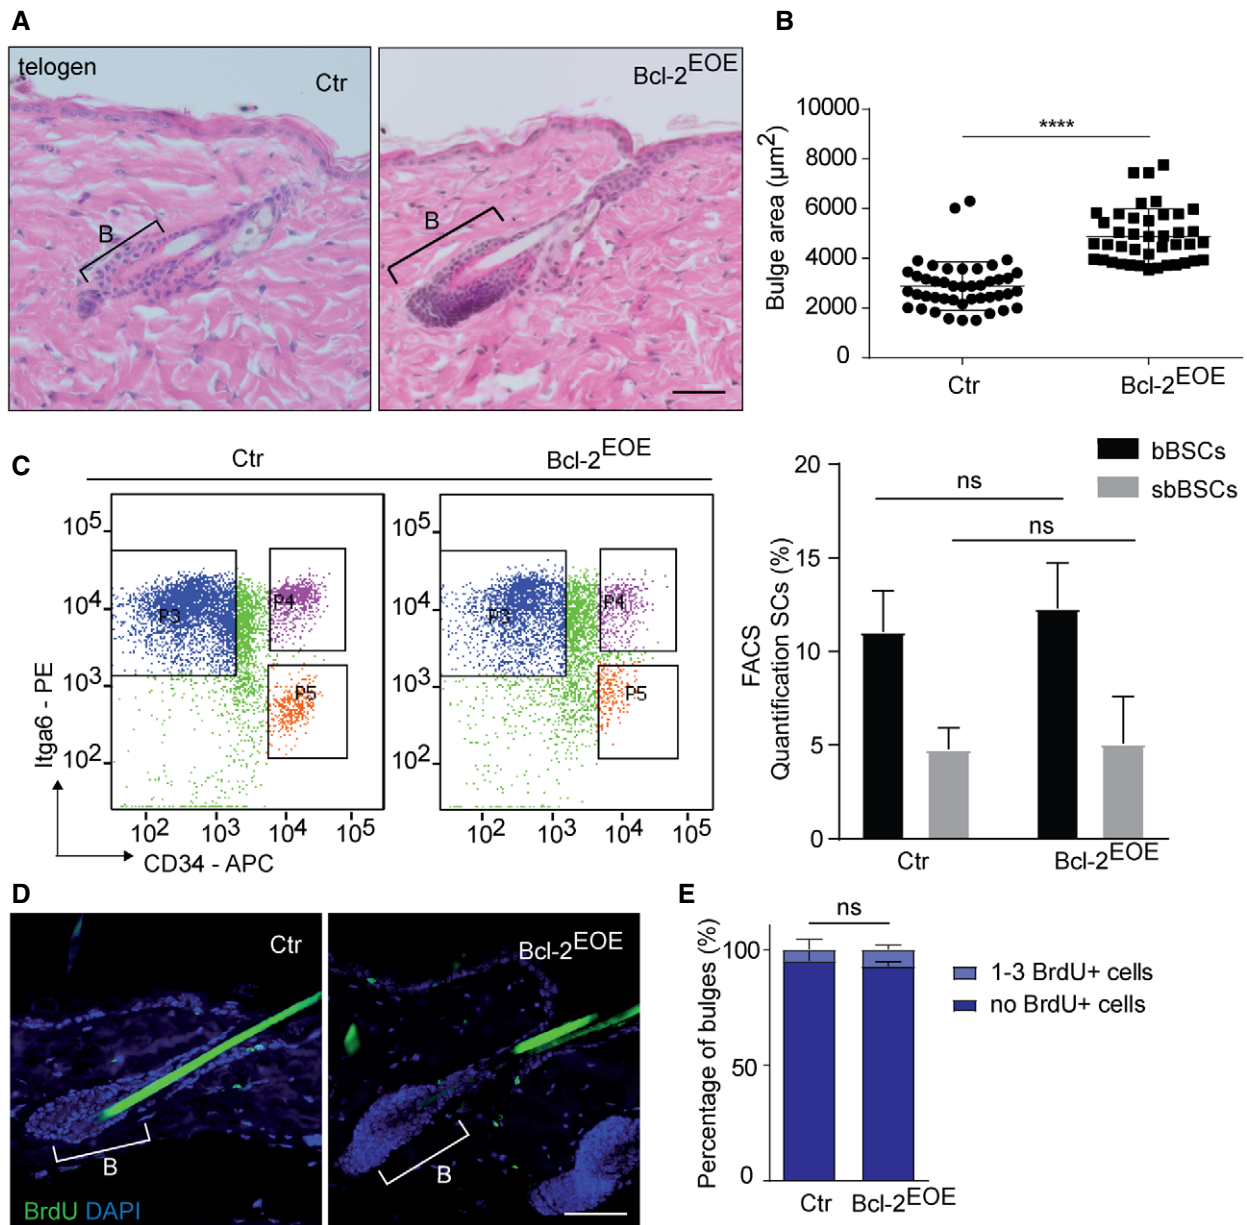 A
telogen
Ctr
Bcl-2EOE
B
B
B
Bulge area (µm2)
10000
8000
6000
4000
2000
0
****
Ctr
Bcl-2EOE
C
Ctr
Bcl-2EOE
Itga6 - PE
105
104
103
102
P3
P4
P5
102 103 104 105
105
104
103
102
P3
P4
P5
102 103 104 105
CD34 - APC
FACS
Quantification SCs (%)
20
15
10
5
0
ns
ns
bBSCs
sbBSCs
Ctr
Bcl-2EOE
D
Ctr
B
BrdU DAPI
Bcl-2EOE
B
E
Percentage of bulges (%)
100
50
0
ns
1-3 BrdU+ cells
no BrdU+ cells
Ctr Bcl-2EOE